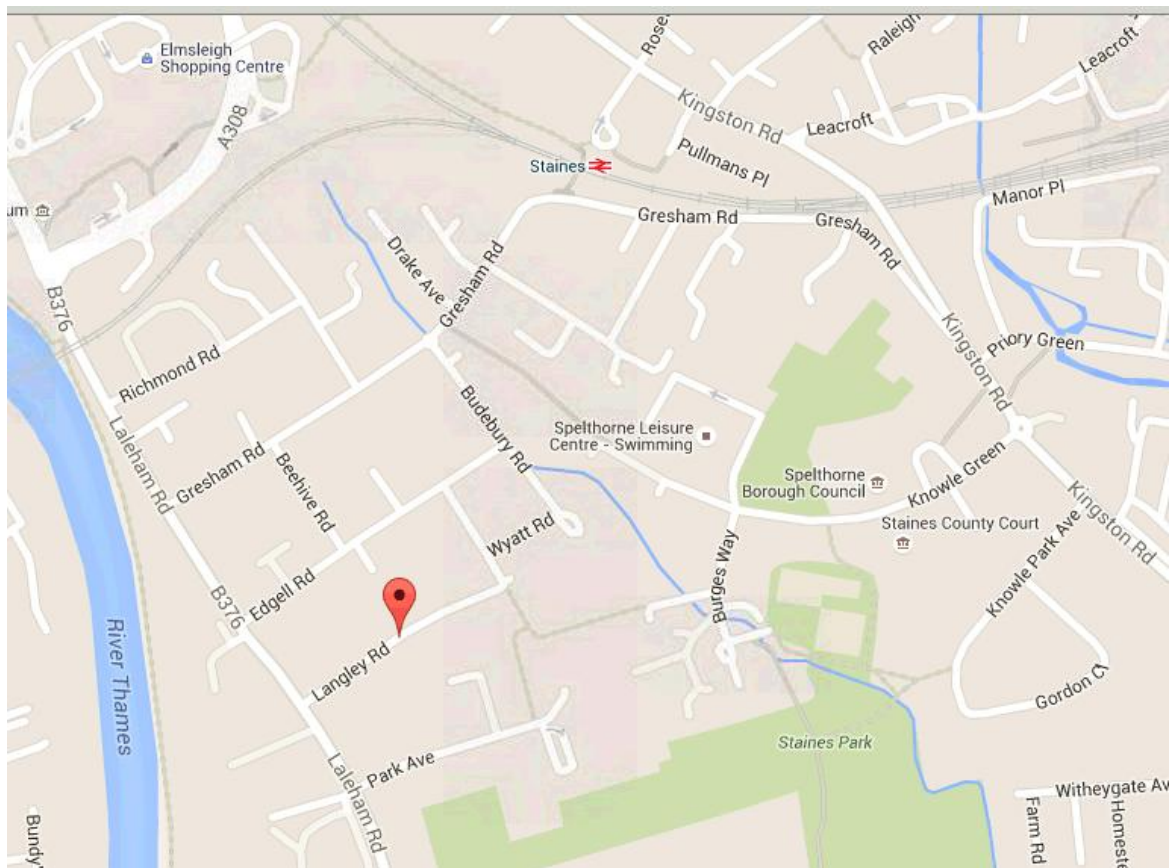 Elmsleigh
Shopping Centre
A308
Rose
Kingston Rd
Raleigh
Leacroft
Leacroft
Pullmans Pl
Staines
um
Manor Pl
Gresham Rd
Gresham Rd
Drake Ave
Gresham Rd
B376
Richmond Rd
Kingston Rd
Priory Green
Budebury Rd
Laleham Rd
Gresham Rd
Beehive Rd
Spelthorne Leisure
Centre - Swimming
Spelthorne
Borough Council
Knowle Green
Kingston Rd
Staines County Court
Wyatt Rd
Burges Way
Knowle Park Ave
Edgell Rd
B376
River Thames
Langley Rd
Gordon Cl
Staines Park
Park Ave
Laleham Rd
Witheygate Av
Bundy'
Farm Rd
Homeste